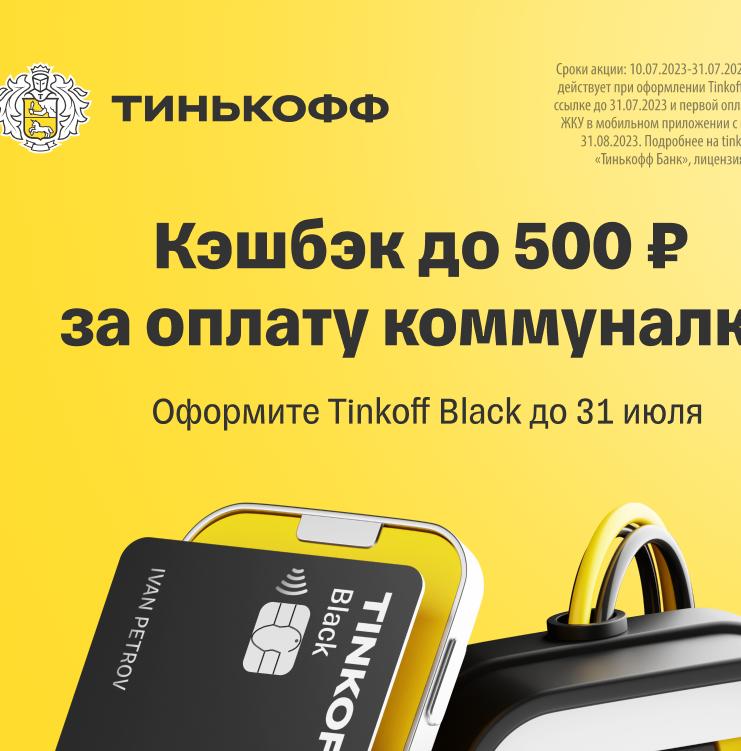 ТИНЬКОФФ
Сроки акции: 10.07.2023-31.07.202
действует при оформлении Tinkoff
ссылке до 31.07.2023 и первой опл
ЖКУ в мобильном приложении с
31.08.2023. Подробнее на tink
«Тинькофф Банк», лицензия
Кэшбэк до 500 ₽
за оплату коммуналк
Оформите Tinkoff Black до 31 июля
IVAN PETROV
Black
TINKOF